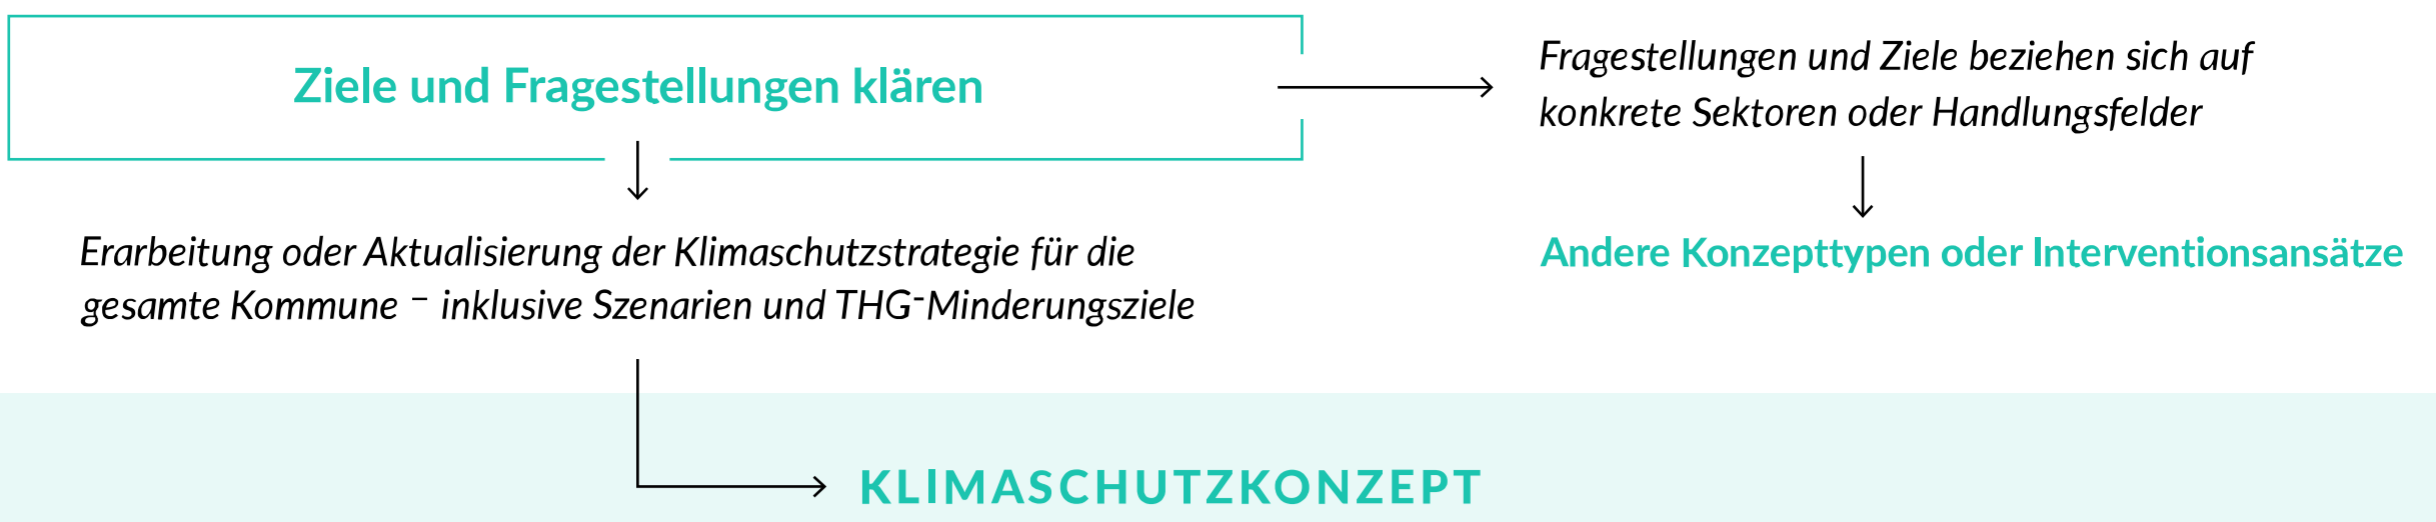 Ziele und Fragestellungen klären
Fragestellungen und Ziele beziehen sich auf
konkrete Sektoren oder Handlungsfelder
Erarbeitung oder Aktualisierung der Klimaschutzstrategie für die
gesamte Kommune – inklusive Szenarien und THG-Minderungsziele
Andere Konzepttypen oder Interventionsansätze
KLIMASCHUTZKONZEPT